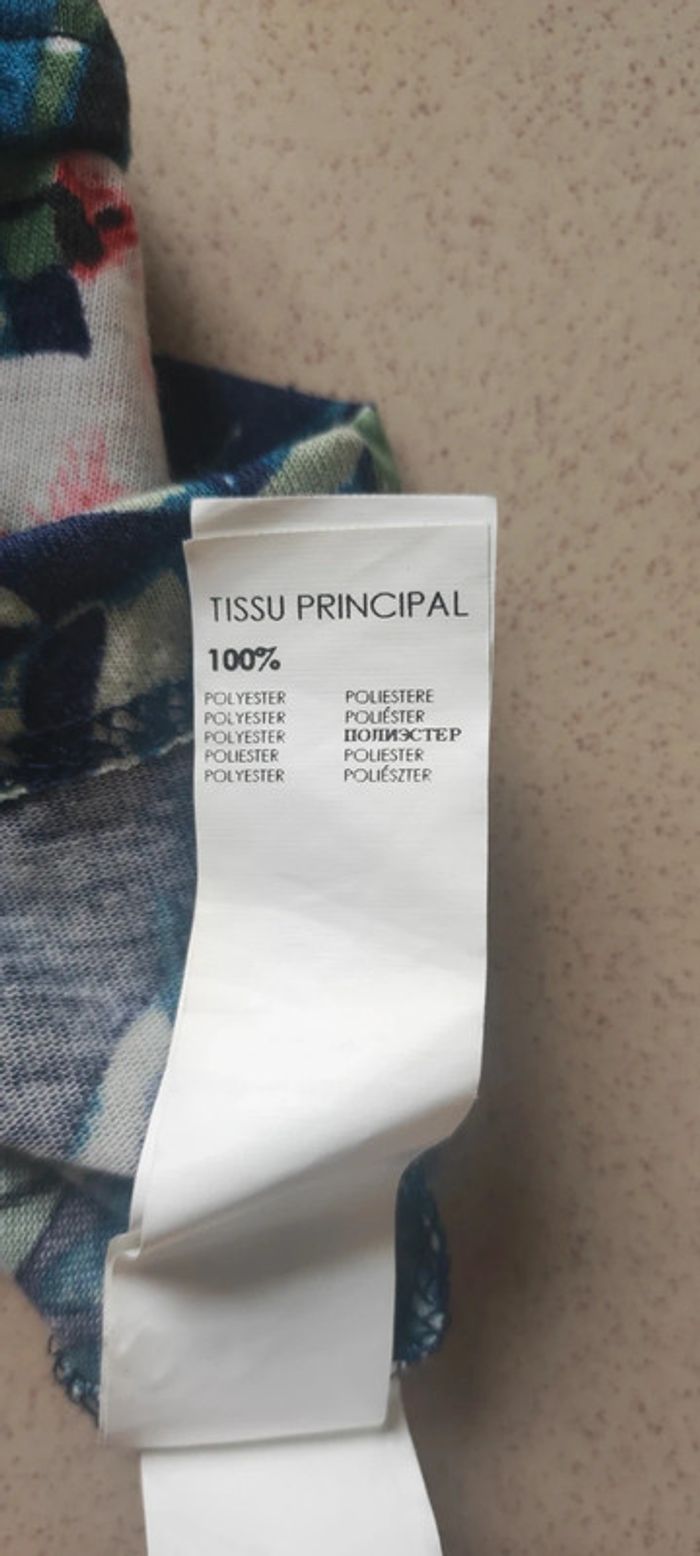 TISSU PRINCIPAL
100%
POLYESTER POLIESTERE
POLYESTER POLIÉSTER
POLYESTER ПОЛИЭСТЕР
POLIESTER POLIESTER
POLYESTER POLIÉSZTER